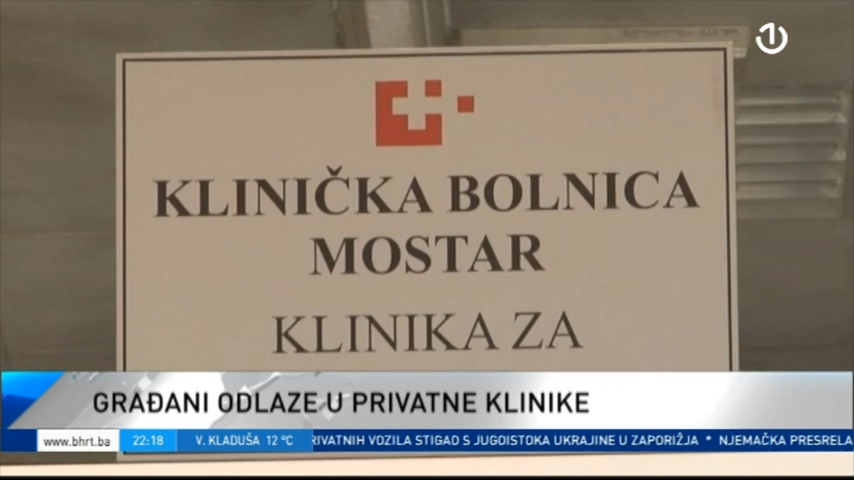 KLINIČKA BOLNICA
MOSTAR
KLINIKA ZA
GRAĐANI ODLAZE U PRIVATNE KLINIKE
www.bhrt.ba 22:18 V. KLADUŠA 12 °C RIVATNIH VOZILA STIGAO S JUGOISTOKA UKRAJINE U ZAPORIŽJA * NJEMAČKA PRESRELA